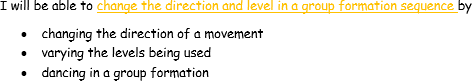 I will be able to change the direction and level in a group formation sequence by
• changing the direction of a movement
• varying the levels being used
• dancing in a group formation